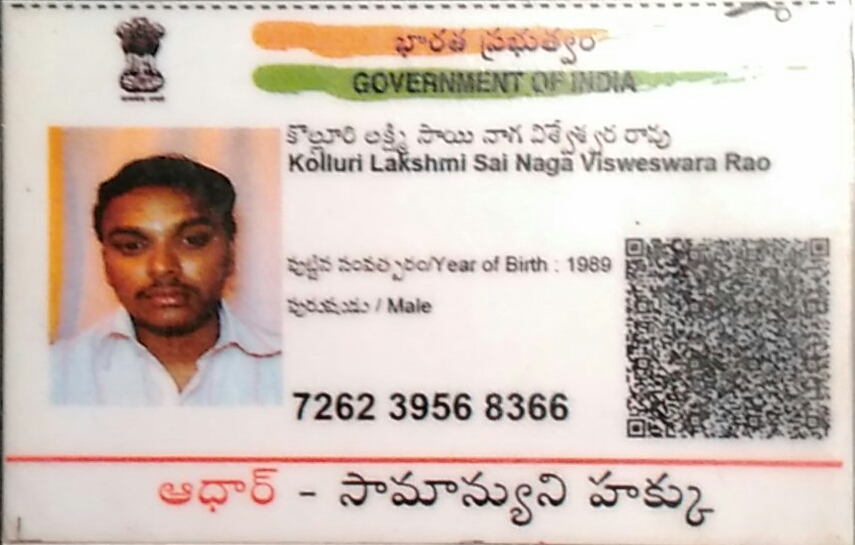 భారత ప్రభుత్వం
GOVERNMENT OF INDIA
కొల్లూరి లక్ష్మీ సాయి నాగ విశ్వేశ్వర రావు
Kolluri Lakshmi Sai Naga Visweswara Rao
పుట్టిన సంవత్సరం/Year of Birth : 1989
పురుషుడు / Male
7262 3956 8366
ఆధార్ - సామాన్యుని హక్కు